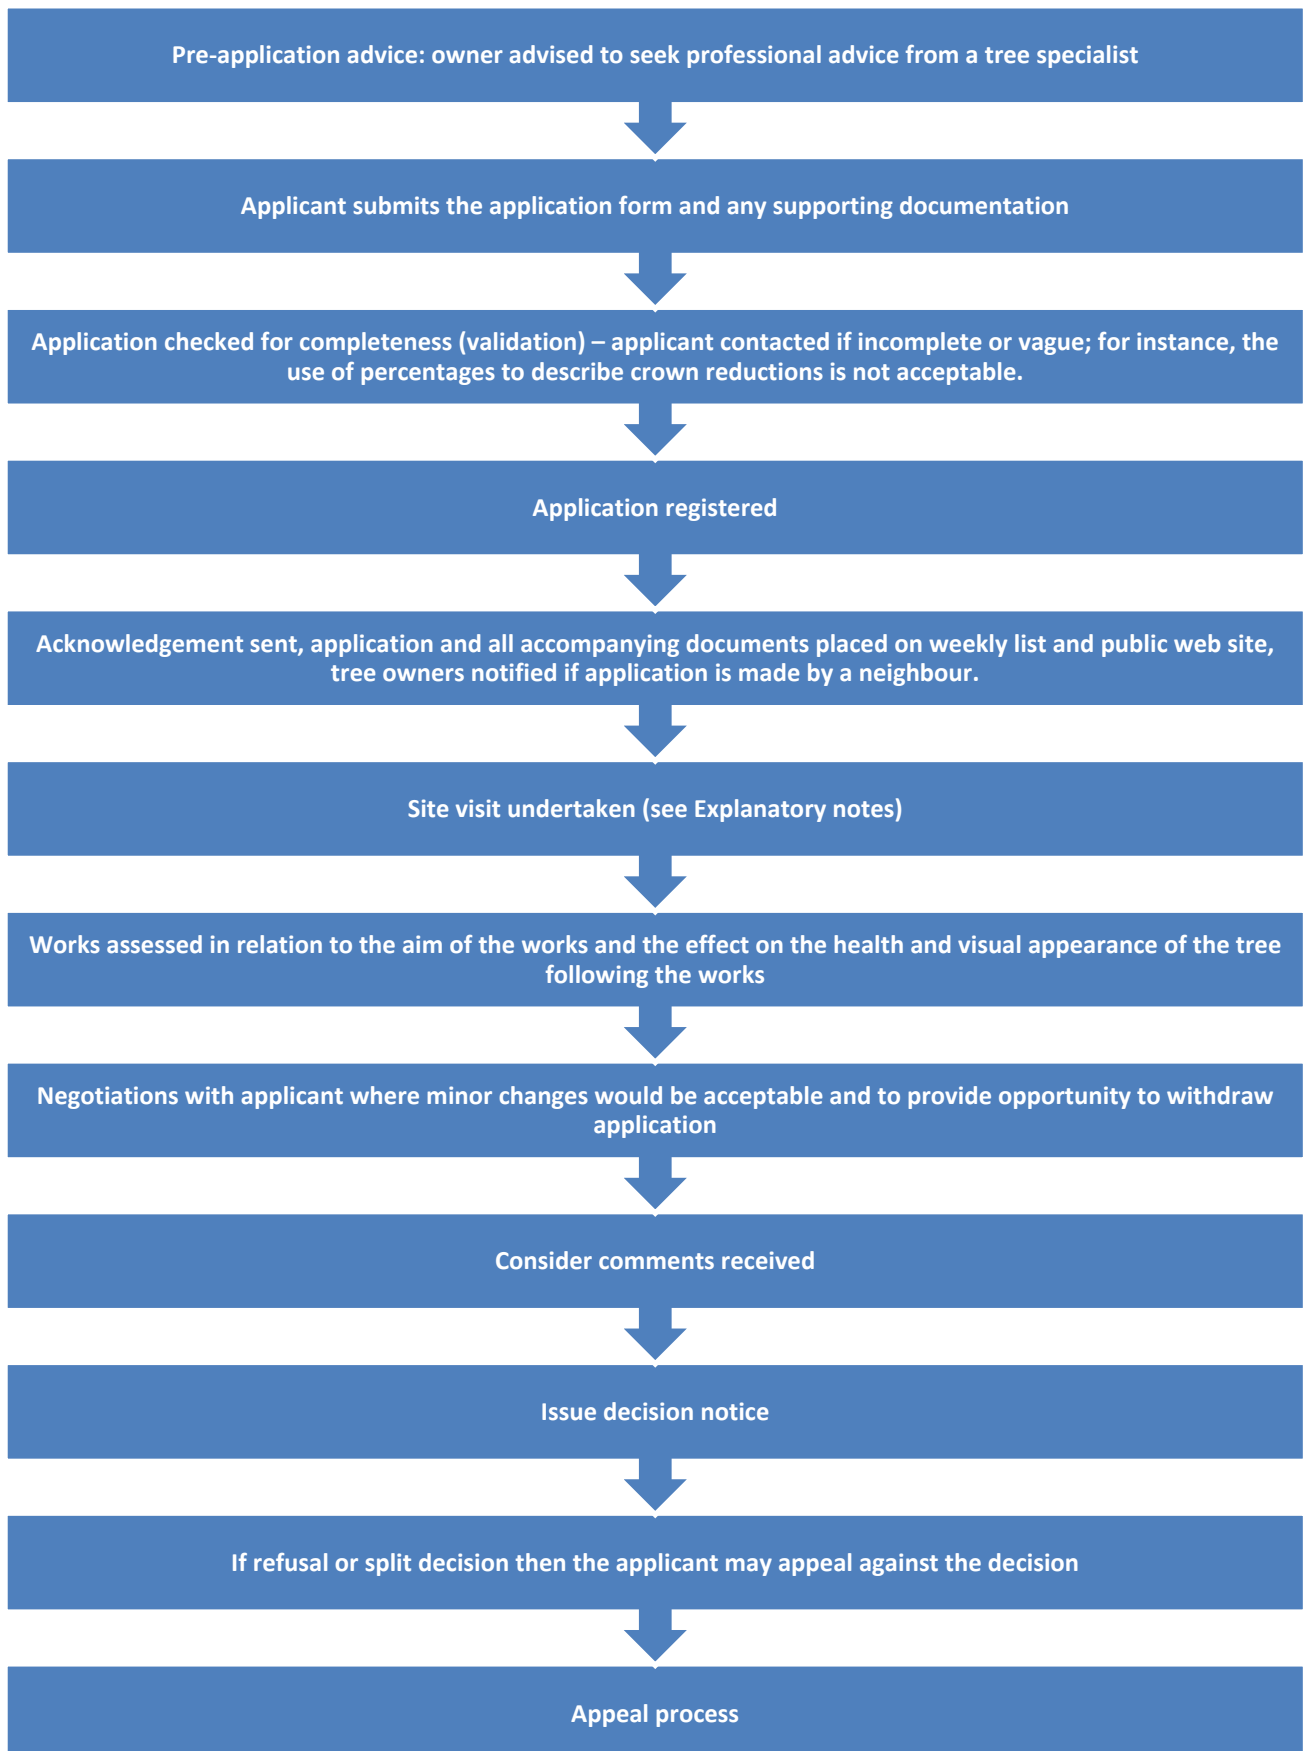 Pre-application advice: owner advised to seek professional advice from a tree specialist
Applicant submits the application form and any supporting documentation
Application checked for completeness (validation) – applicant contacted if incomplete or vague; for instance, the
use of percentages to describe crown reductions is not acceptable.
Application registered
Acknowledgement sent, application and all accompanying documents placed on weekly list and public web site,
tree owners notified if application is made by a neighbour.
Site visit undertaken (see Explanatory notes)
Works assessed in relation to the aim of the works and the effect on the health and visual appearance of the tree
following the works
Negotiations with applicant where minor changes would be acceptable and to provide opportunity to withdraw
application
Consider comments received
Issue decision notice
If refusal or split decision then the applicant may appeal against the decision
Appeal process